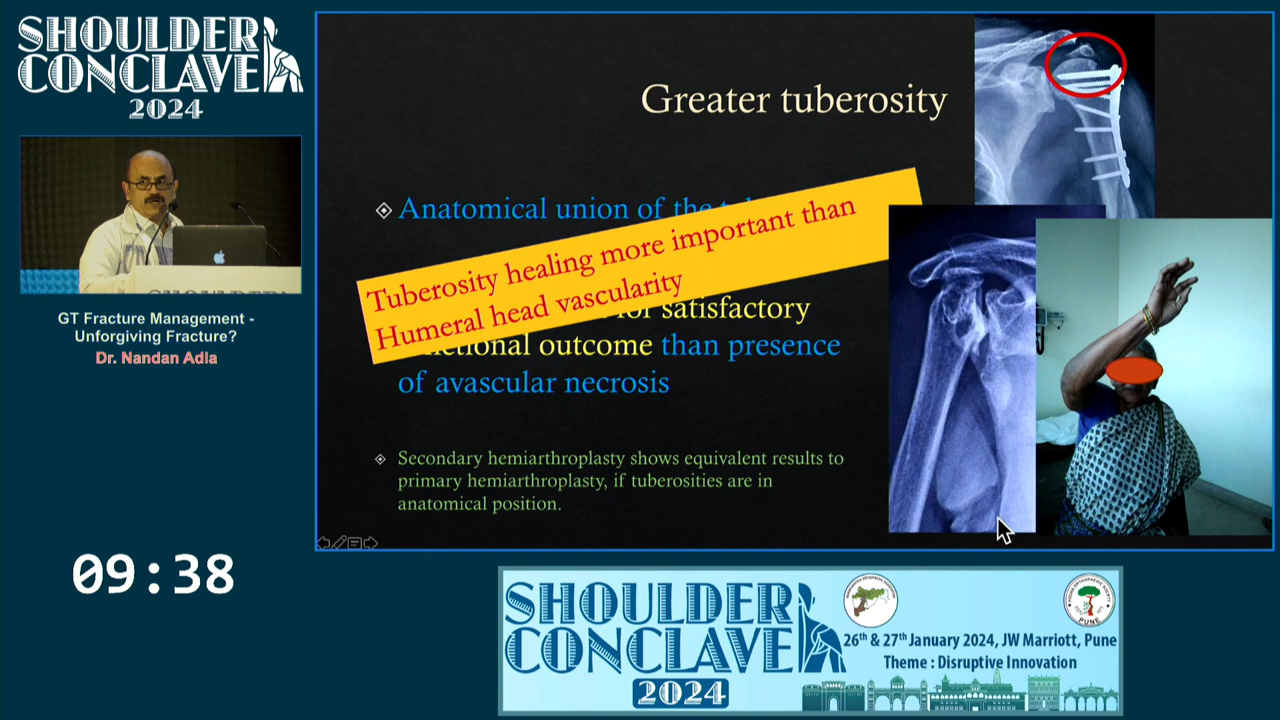 SHOULDER
CONCLAVE
2024
GT Fracture Management -
Unforgiving Fracture?
Dr. Nandan Adla
09:38
Greater tuberosity
Anatomical union of the
Tuberosity healing more important than
Humeral head vascularity
satisfactory
outcome than presence
of avascular necrosis
Secondary hemiarthroplasty shows equivalent results to
primary hemiarthroplasty, if tuberosities are in
anatomical position.
SHOULDER
CONCLAVE
2024
26th & 27th January 2024, JW Marriott, Pune
Theme : Disruptive Innovation
PUNE